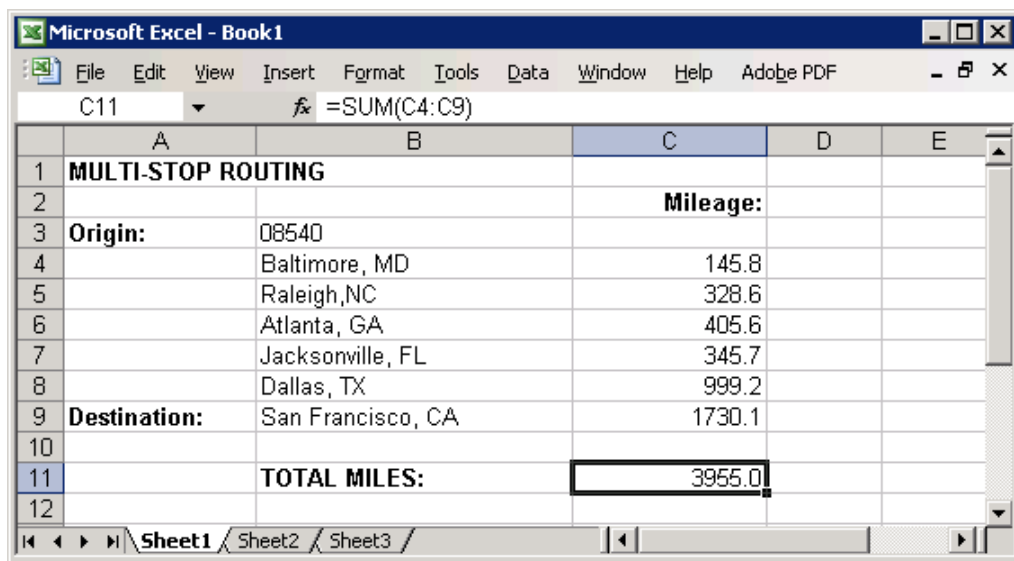 Microsoft Excel - Book1
File Edit View Insert Format Tools Data Window Help Adobe PDF
C11 fx =SUM(C4:C9)
A B C D E
1 MULTI-STOP ROUTING
2 Mileage:
3 Origin: 08540
4 Baltimore, MD 145.8
5 Raleigh,NC 328.6
6 Atlanta, GA 405.6
7 Jacksonville, FL 345.7
8 Dallas, TX 999.2
9 Destination: San Francisco, CA 1730.1
10
11 TOTAL MILES: 3955.0
12
Sheet1 Sheet2 Sheet3